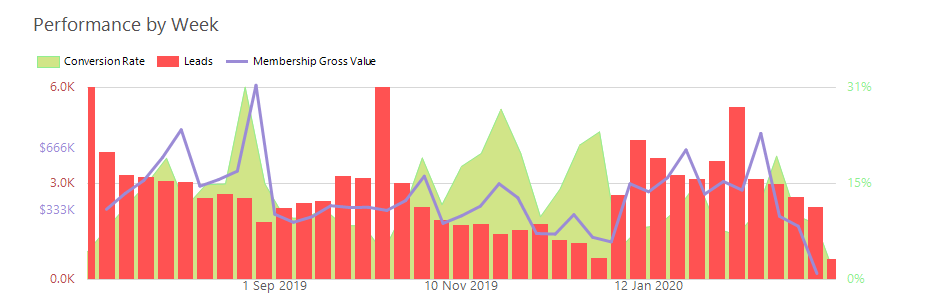 Performance by Week
Conversion Rate Leads Membership Gross Value
6.0K 31%
$666K
3.0K 15%
$333K
0.0K 0%
1 Sep 2019 10 Nov 2019 12 Jan 2020